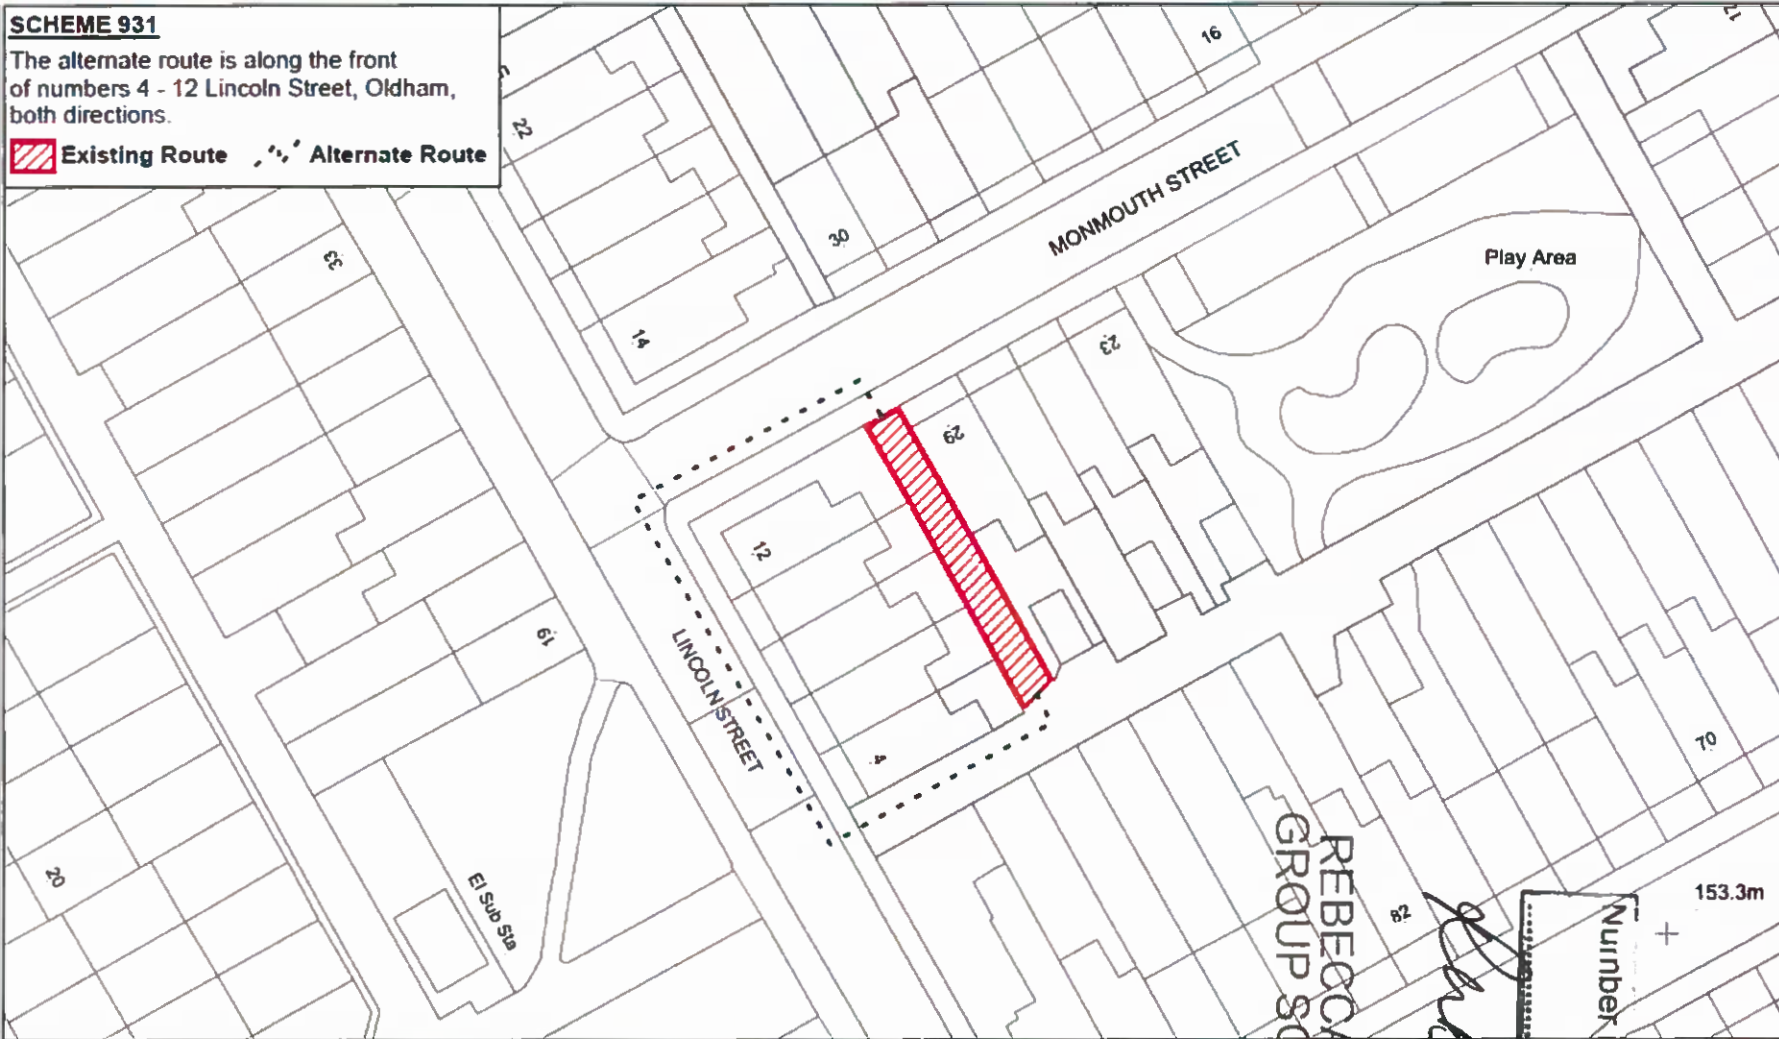 SCHEME 931
The alternate route is along the front
of numbers 4 - 12 Lincoln Street, Oldham,
both directions.
Existing Route
Alternate Route
16
22
30
MONMOUTH STREET
Play Area
33
14
23
29
12
19
LINCOLN STREET
4
70
20
El Sub Sta
82
153.3m
REBECCA
GROUP SO
Number